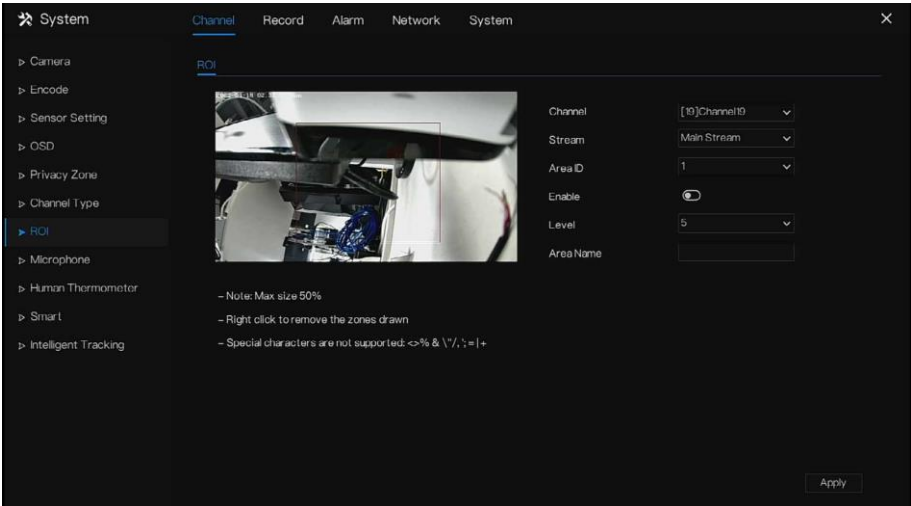 System
Channel Record Alarm Network System
Camera
Encode
Sensor Setting
OSD
Privacy Zone
Channel Type
ROI
Microphone
Human Thermometer
Smart
Intelligent Tracking
ROI
Channel [19]Channel19
Stream Main Stream
Area ID 1
Enable
Level 5
Area Name
– Note: Max size 50%
– Right click to remove the zones drawn
– Special characters are not supported: <>% & \"/, '; = | +
Apply